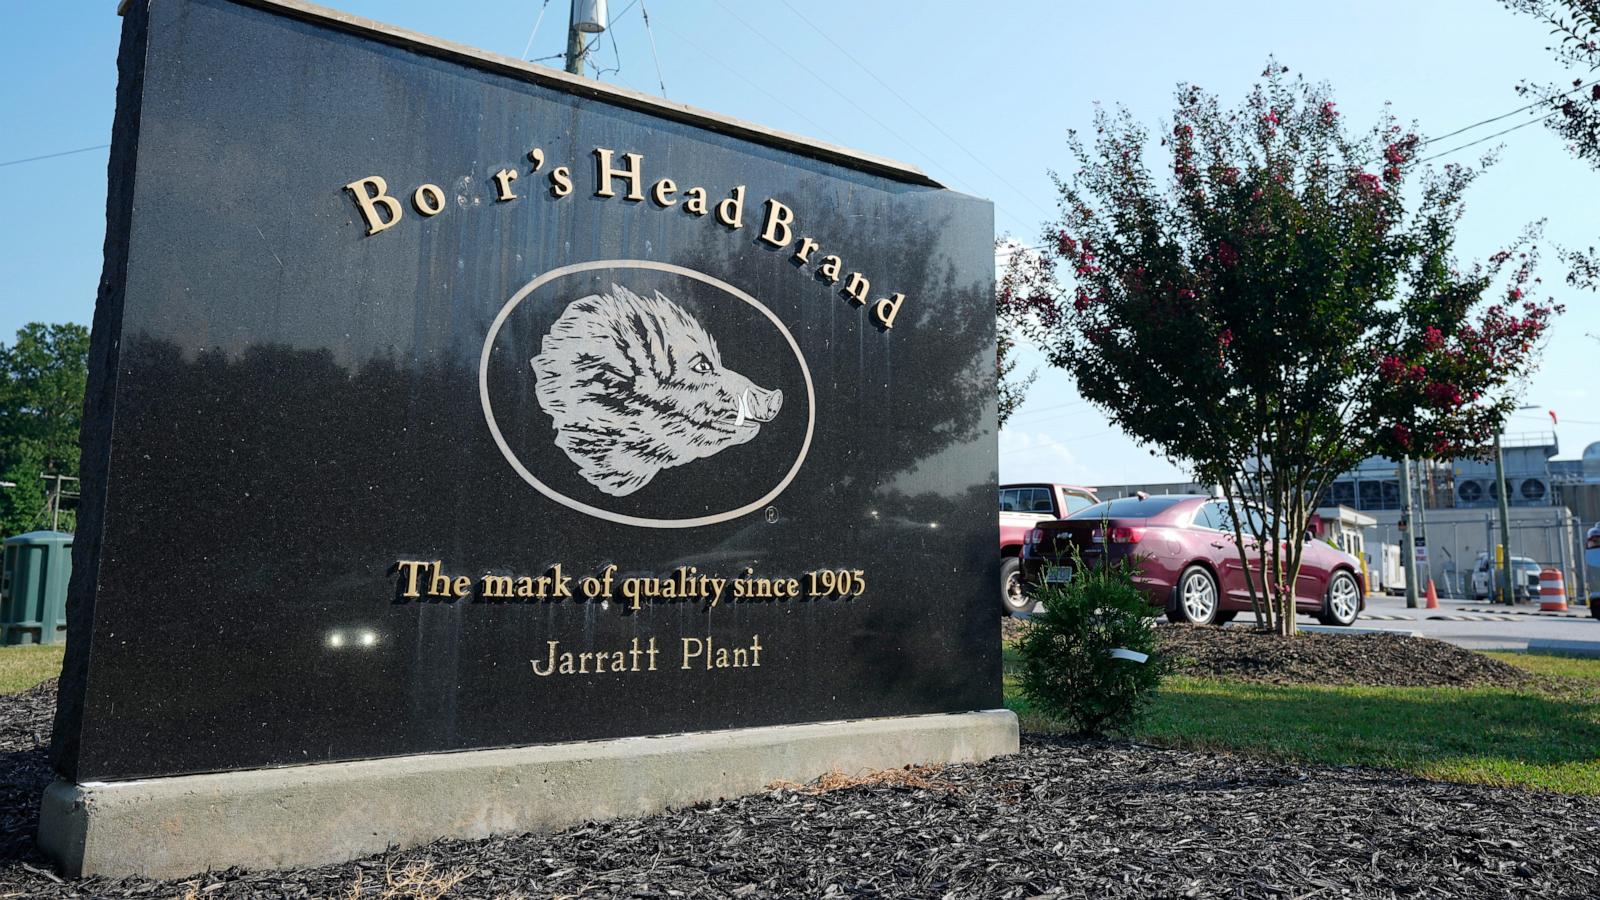 Bo r's Head Brand
®
The mark of quality since 1905
Jarratt Plant